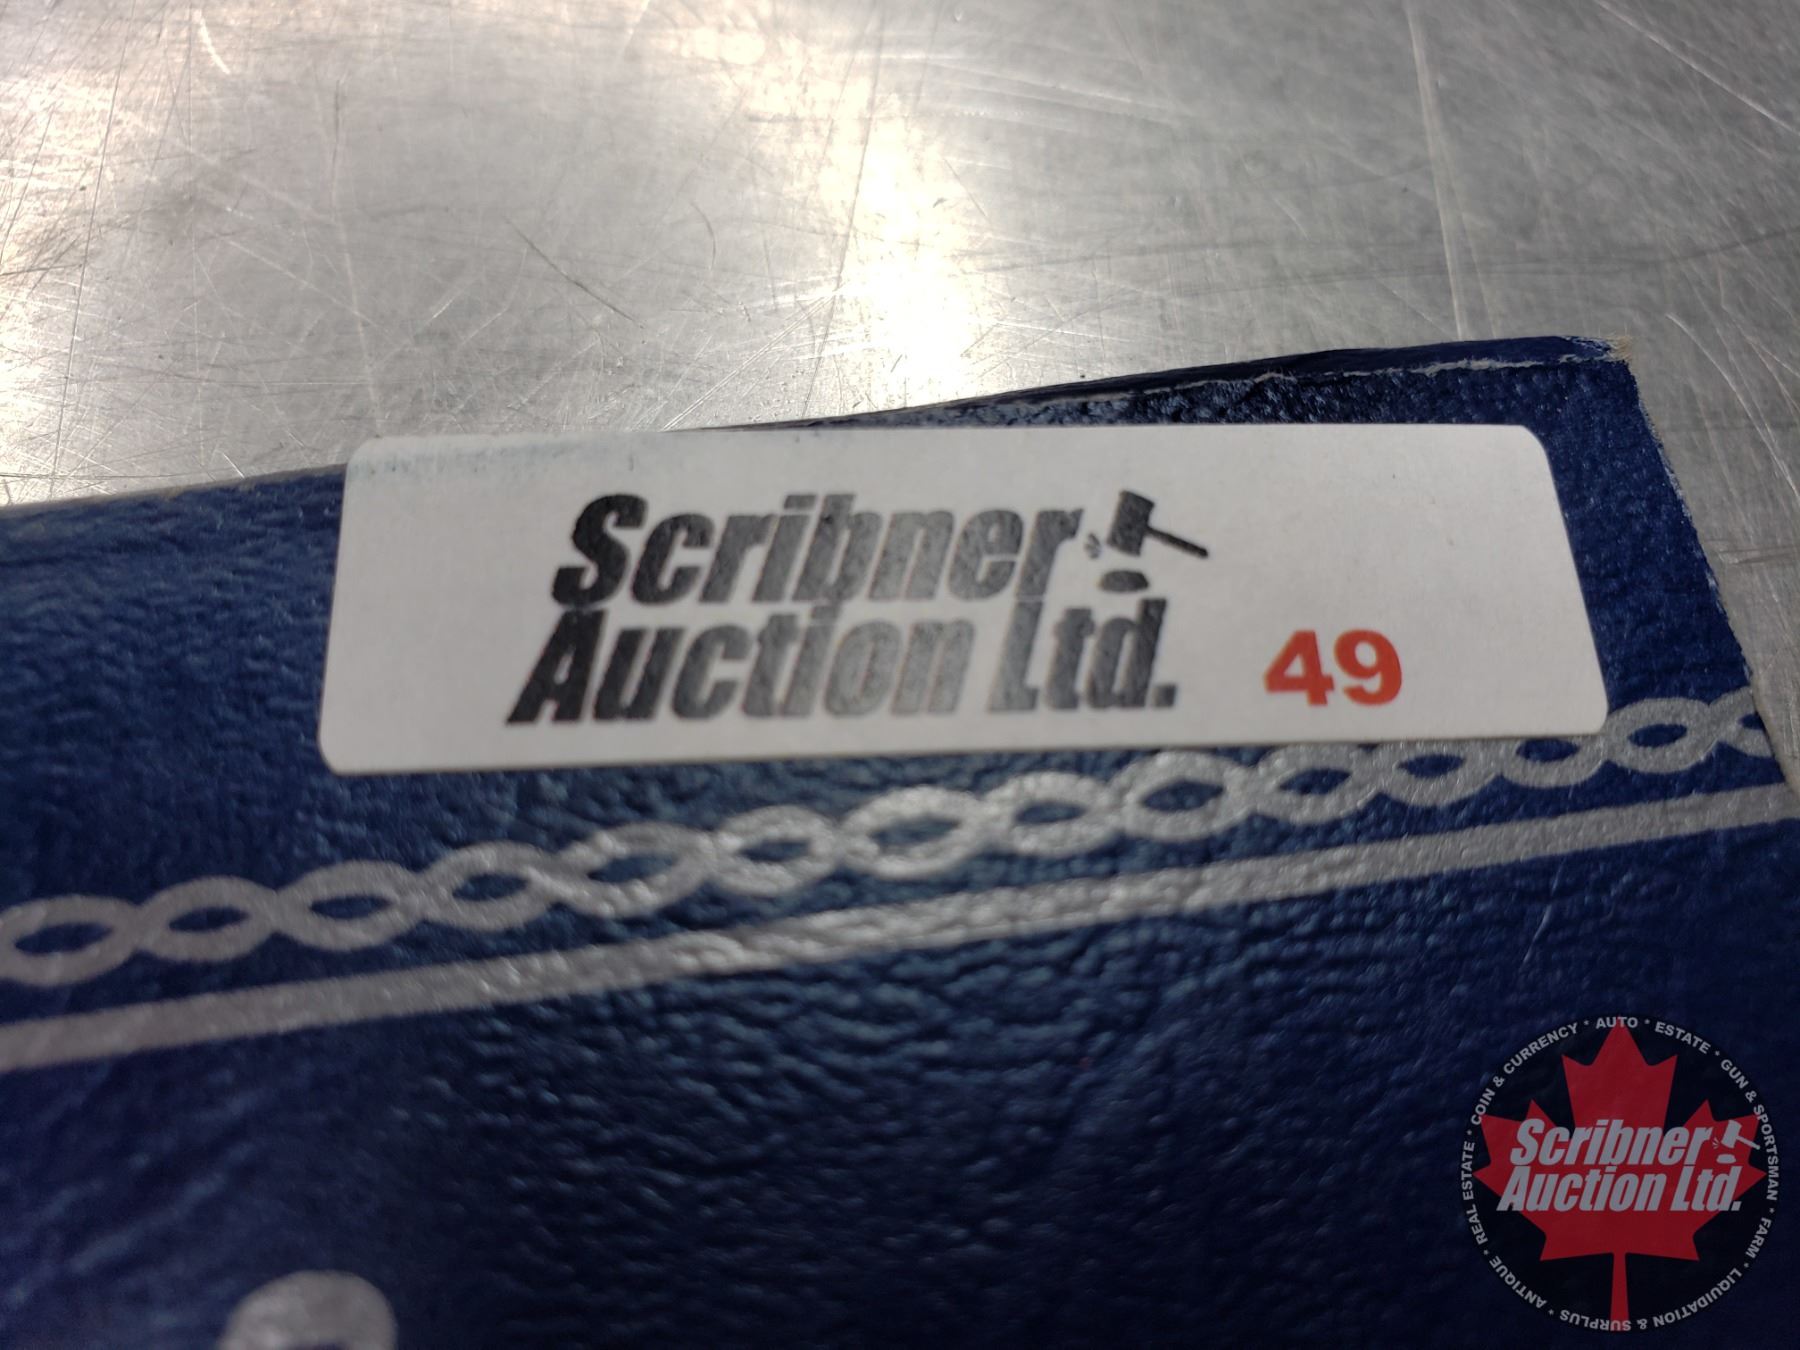 Scribner
Auction Ltd.
49
REAL ESTATE * COIN & CURRENCY * AUTO * ESTATE * GUN & SPORTSMAN * FARM * LIQUIDATION & SURPLUS * ANTIQUE *
Scribner
Auction Ltd.